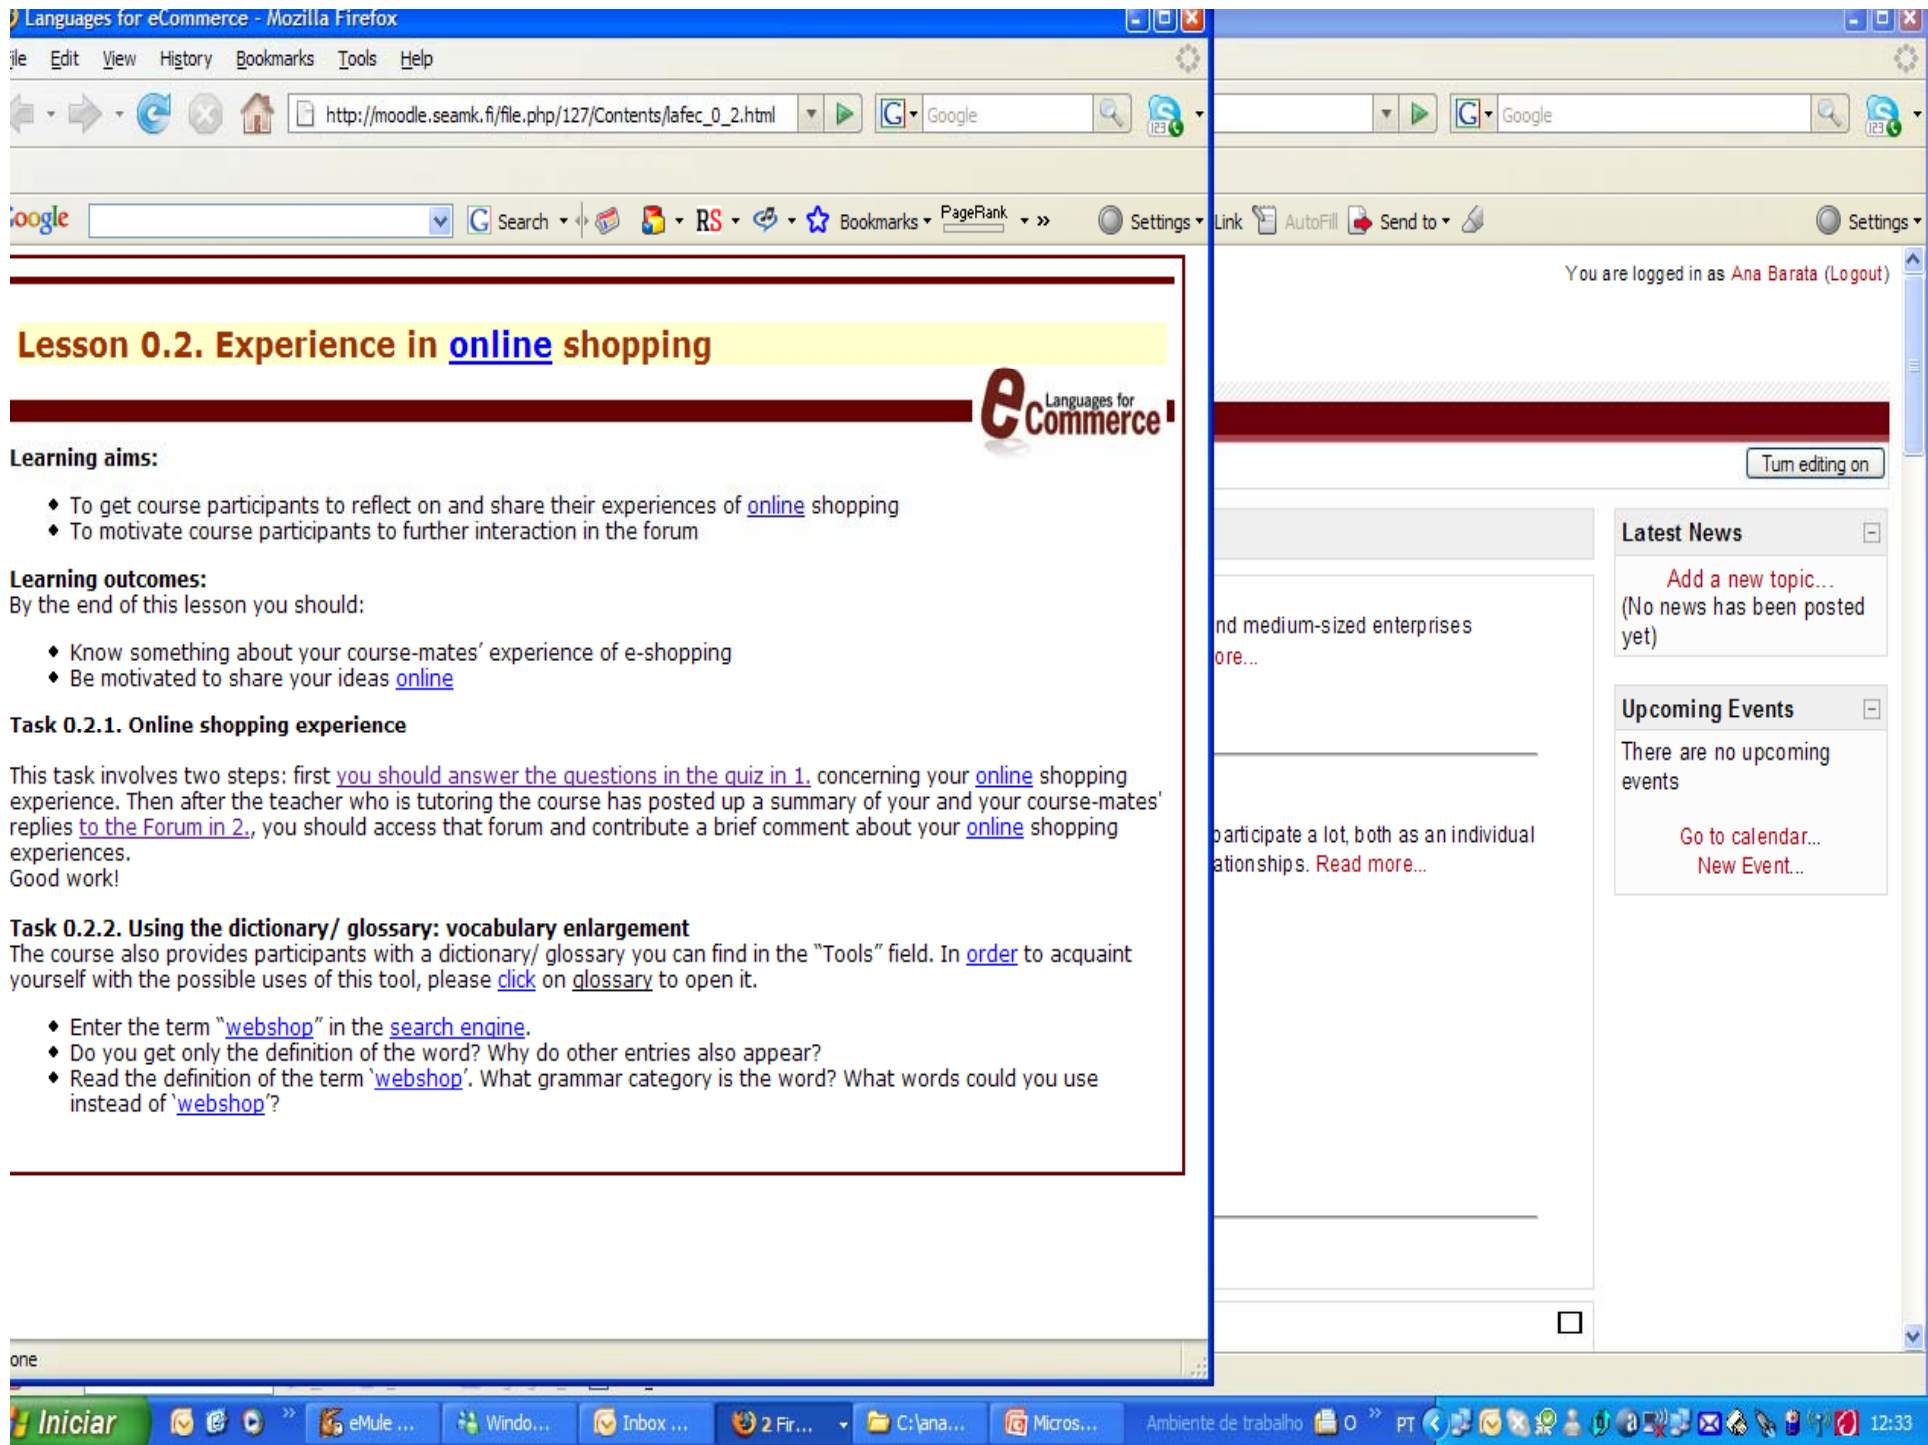 Languages for eCommerce - Mozilla Firefox
ile Edit View History Bookmarks Tools Help
http://moodle.seamk.fi/file.php/127/Contents/lafec_0_2.html
G Google
123
G Google
123
oogle
G Search
RS
Bookmarks
PageRank
»
Settings
Link
AutoFill
Send to
Settings
You are logged in as Ana Barata (Logout)
Lesson 0.2. Experience in online shopping
Languages for
eCommerce
Learning aims:
To get course participants to reflect on and share their experiences of online shopping
To motivate course participants to further interaction in the forum
Learning outcomes:
By the end of this lesson you should:
Know something about your course-mates' experience of e-shopping
Be motivated to share your ideas online
Task 0.2.1. Online shopping experience
This task involves two steps: first you should answer the questions in the quiz in 1. concerning your online shopping
experience. Then after the teacher who is tutoring the course has posted up a summary of your and your course-mates'
replies to the Forum in 2., you should access that forum and contribute a brief comment about your online shopping
experiences.
Good work!
Task 0.2.2. Using the dictionary/ glossary: vocabulary enlargement
The course also provides participants with a dictionary/ glossary you can find in the “Tools” field. In order to acquaint
yourself with the possible uses of this tool, please click on glossary to open it.
Enter the term “webshop” in the search engine.
Do you get only the definition of the word? Why do other entries also appear?
Read the definition of the term ‘webshop’. What grammar category is the word? What words could you use
instead of ‘webshop’?
one
Turn editing on
nd medium-sized enterprises
ore...
participate a lot, both as an individual
ationships. Read more...
Latest News
Add a new topic...
(No news has been posted
yet)
Upcoming Events
There are no upcoming
events
Go to calendar...
New Event...
Iniciar
»
eMule ...
Windo...
Inbox ...
2 Fir...
C:\ana...
Micros...
Ambiente de trabalho
O
»
PT
12:33